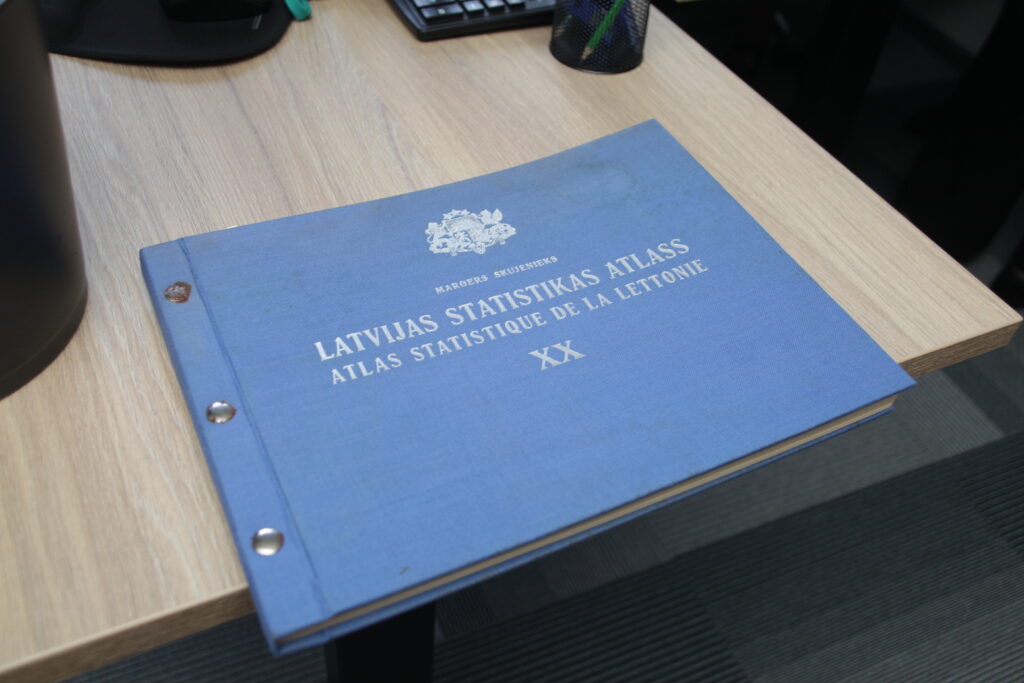 MARGERS SKUJENIEKS
LATVIJAS STATISTIKAS ATLASS
ATLAS STATISTIQUE DE LA LETTONIE
XX